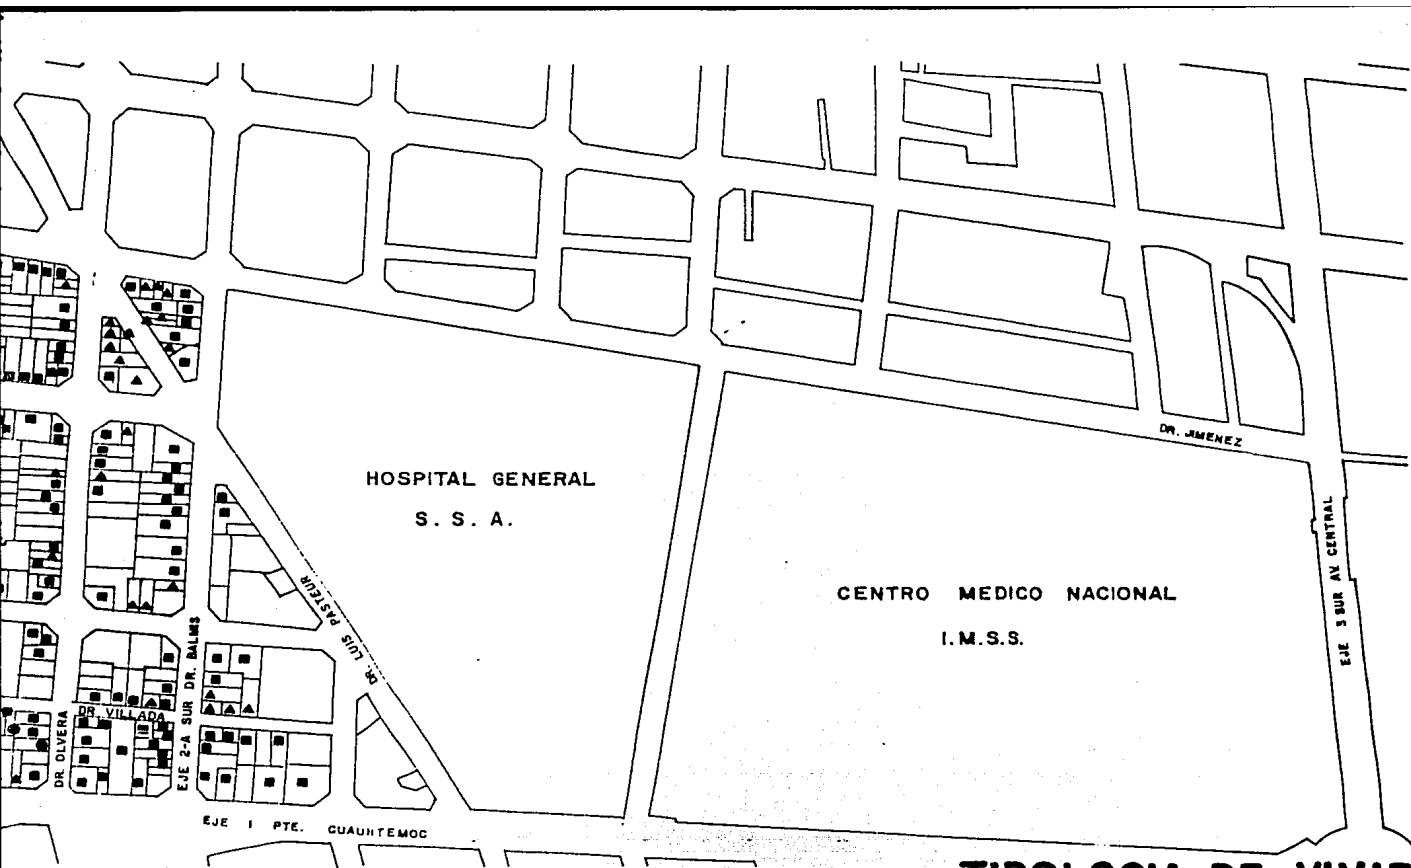 DR. JIMENEZ
HOSPITAL GENERAL
S. S. A.
CENTRO MEDICO NACIONAL
I.M.S.S.
EJE 3 SUR AV. CENTRAL
DR. LUIS PASTEUR
EJE 2-A SUR DR. BALMIS
DR. VILLADA
DR. OLVERA
EJE 1 PTE. CUAUHTEMOC